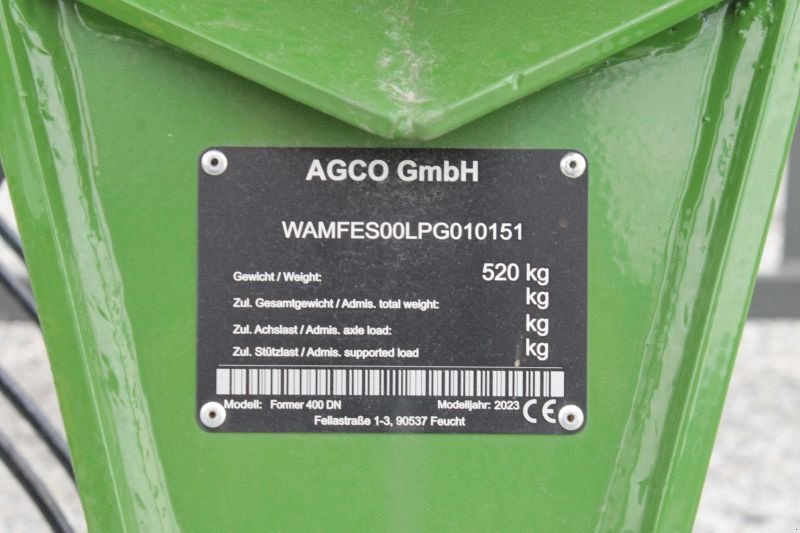 AGCO GmbH
WAMFES00LPG010151
Gewicht / Weight: 520 kg
Zul. Gesamtgewicht / Admis. total weight: kg
Zul. Achslast / Admis. axle load: kg
Zul. Stützlast / Admis. supported load kg
Modell: Former 400 DN Modelljahr: 2023 CE
Fellastraße 1-3, 90537 Feucht